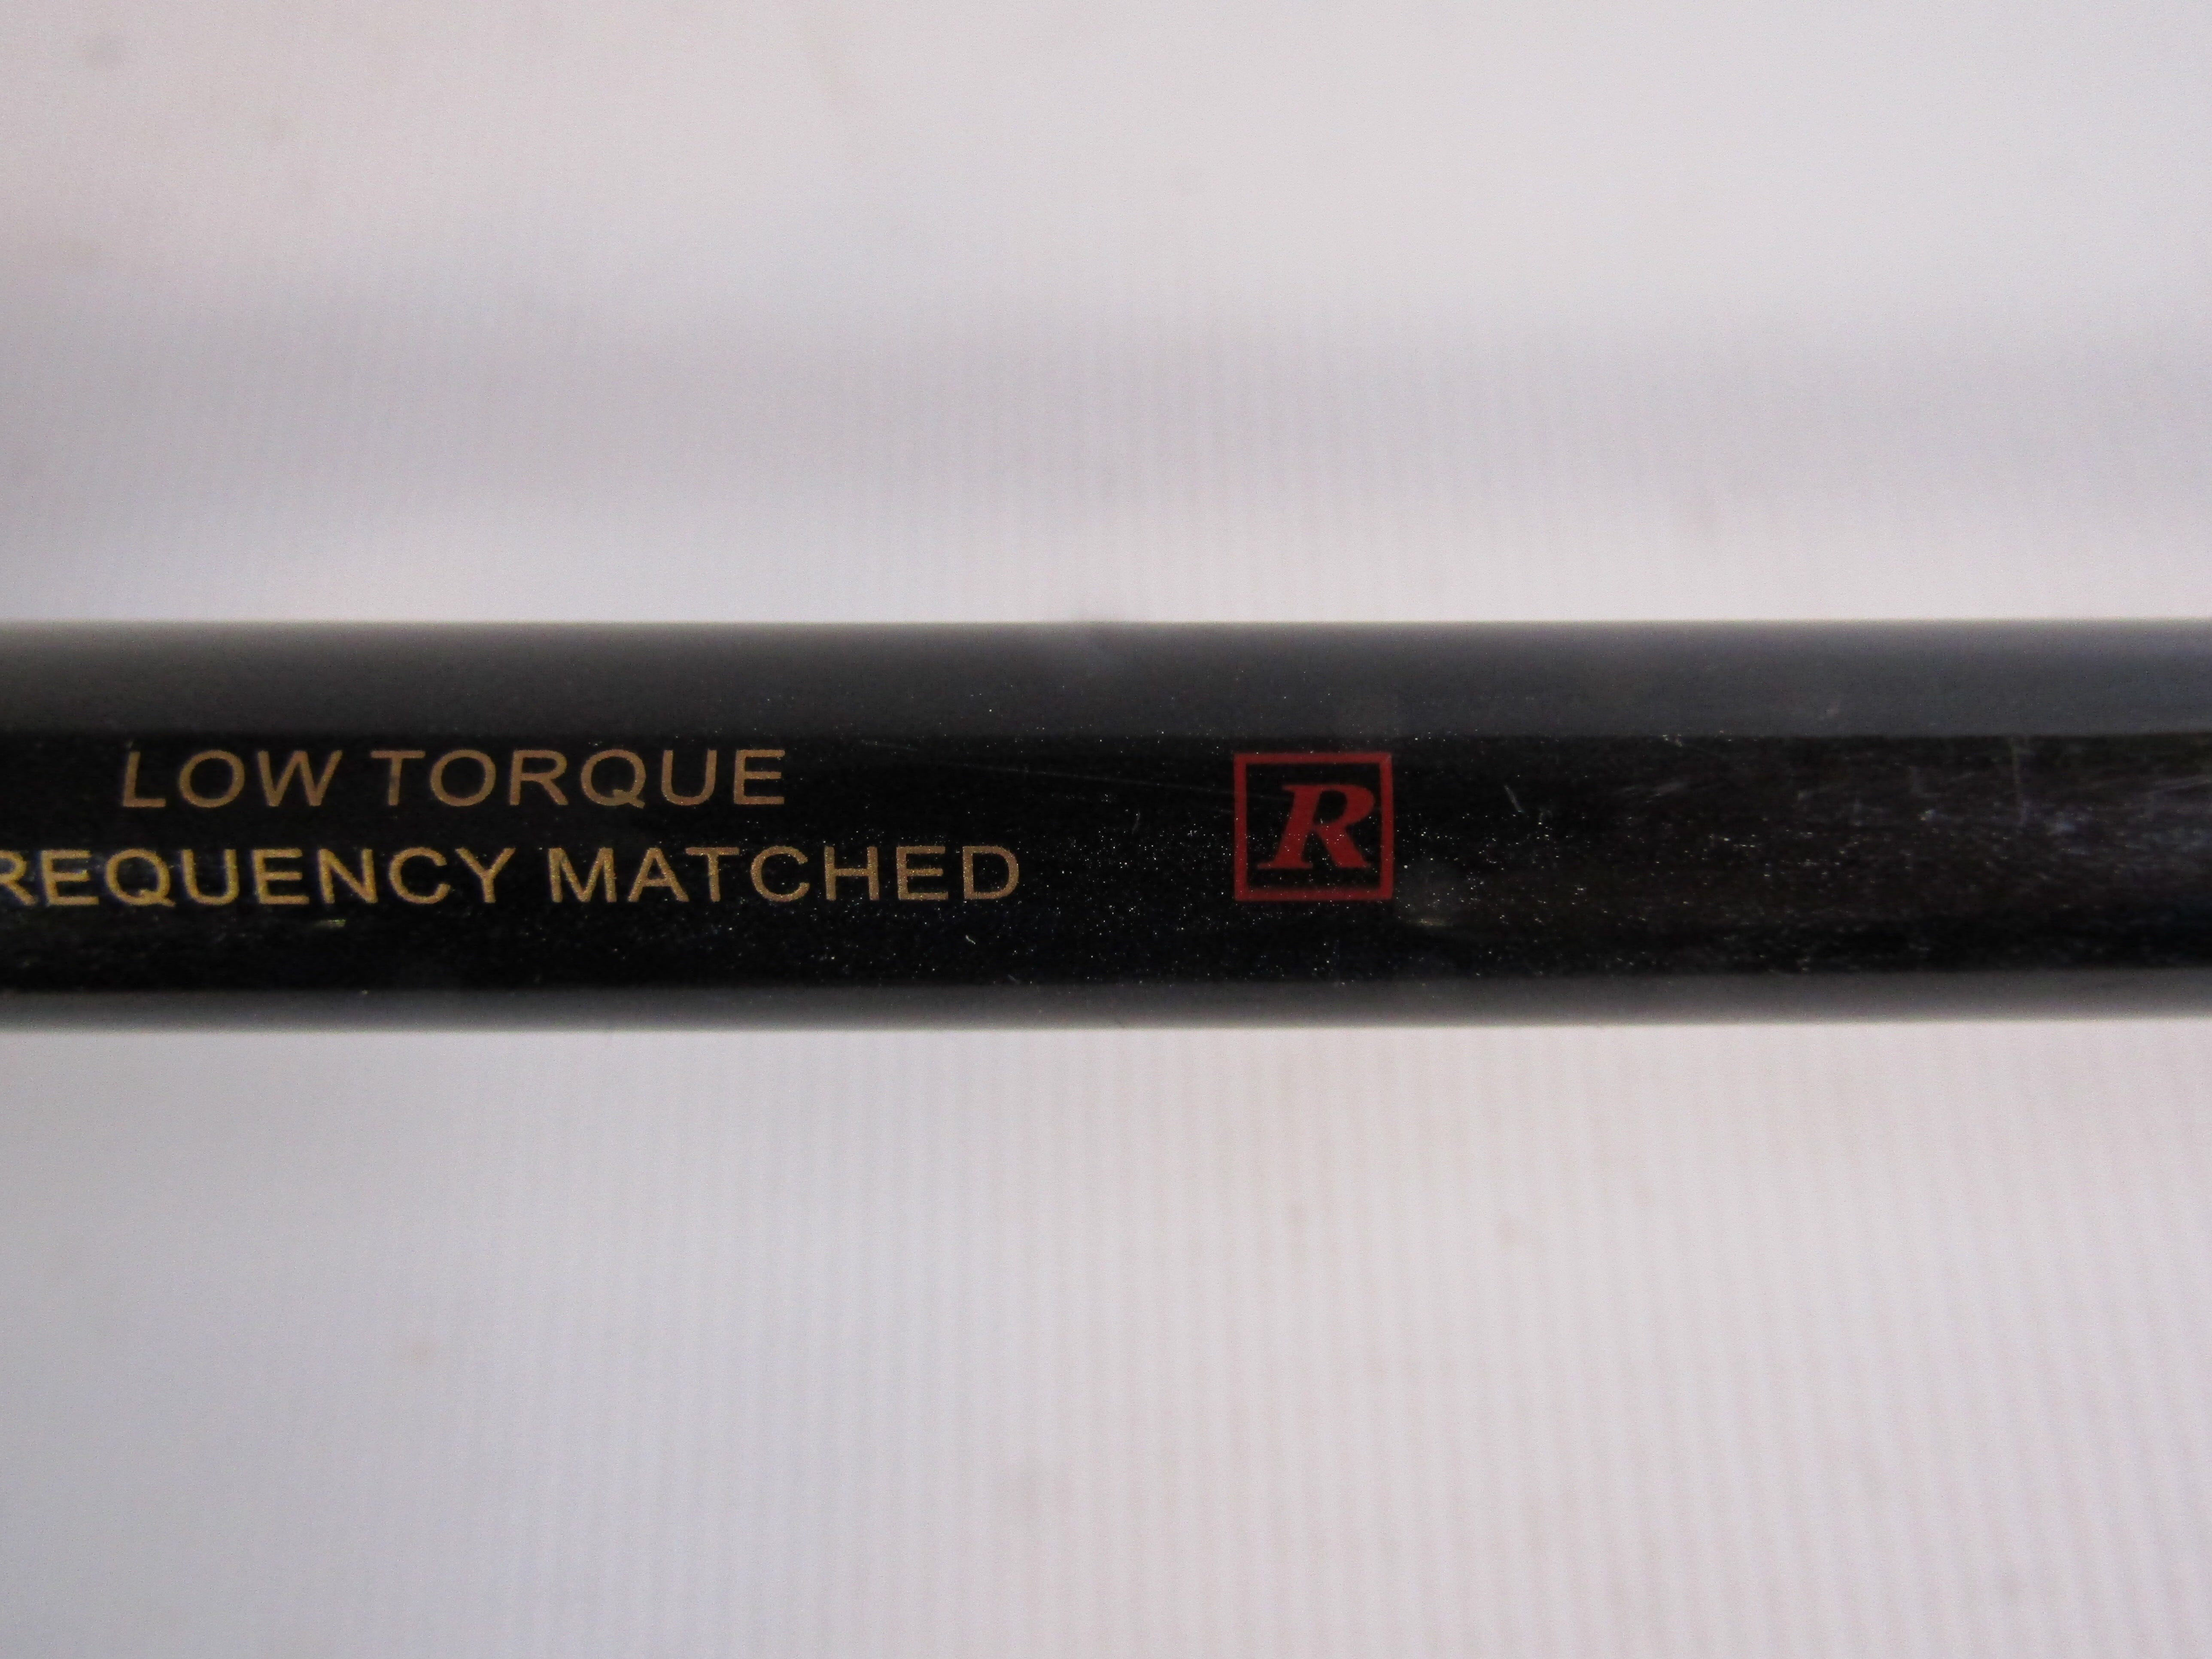 LOW TORQUE
REQUENCY MATCHED
R